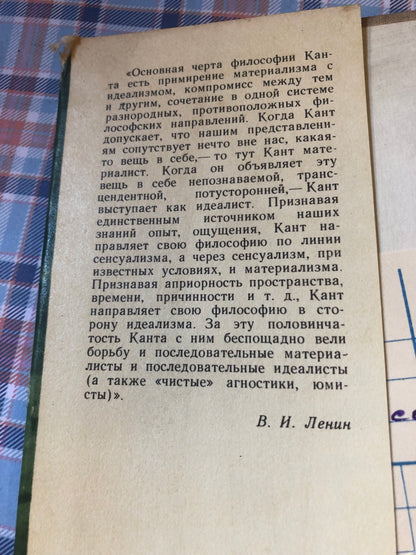 «Основная черта философии Кан-
та есть примирение материализма с
идеализмом, компромисс между тем
и другим, сочетание в одной системе
разнородных, противоположных фи-
лософских направлений. Когда Кант
допускает, что нашим представлени-
ям сопутствует нечто вне нас, какая-
то вещь в себе,— то тут Кант мате-
риалист. Когда он объявляет эту
вещь в себе непознаваемой, транс-
цендентной, потусторонней,— Кант
выступает как идеалист. Признавая
единственным источником наших
знаний опыт, ощущения, Кант на-
правляет свою философию по линии
сенсуализма, а через сенсуализм, при
известных условиях, и материализма.
Признавая априорность пространства,
времени, причинности и т. д., Кант
направляет свою философию в сто-
рону идеализма. За эту половинча-
тость Канта с ним беспощадно вели
борьбу и последовательные материа-
листы и последовательные идеалисты
(а также «чистые» агностики, юми-
сты)».
В. И. Ленин